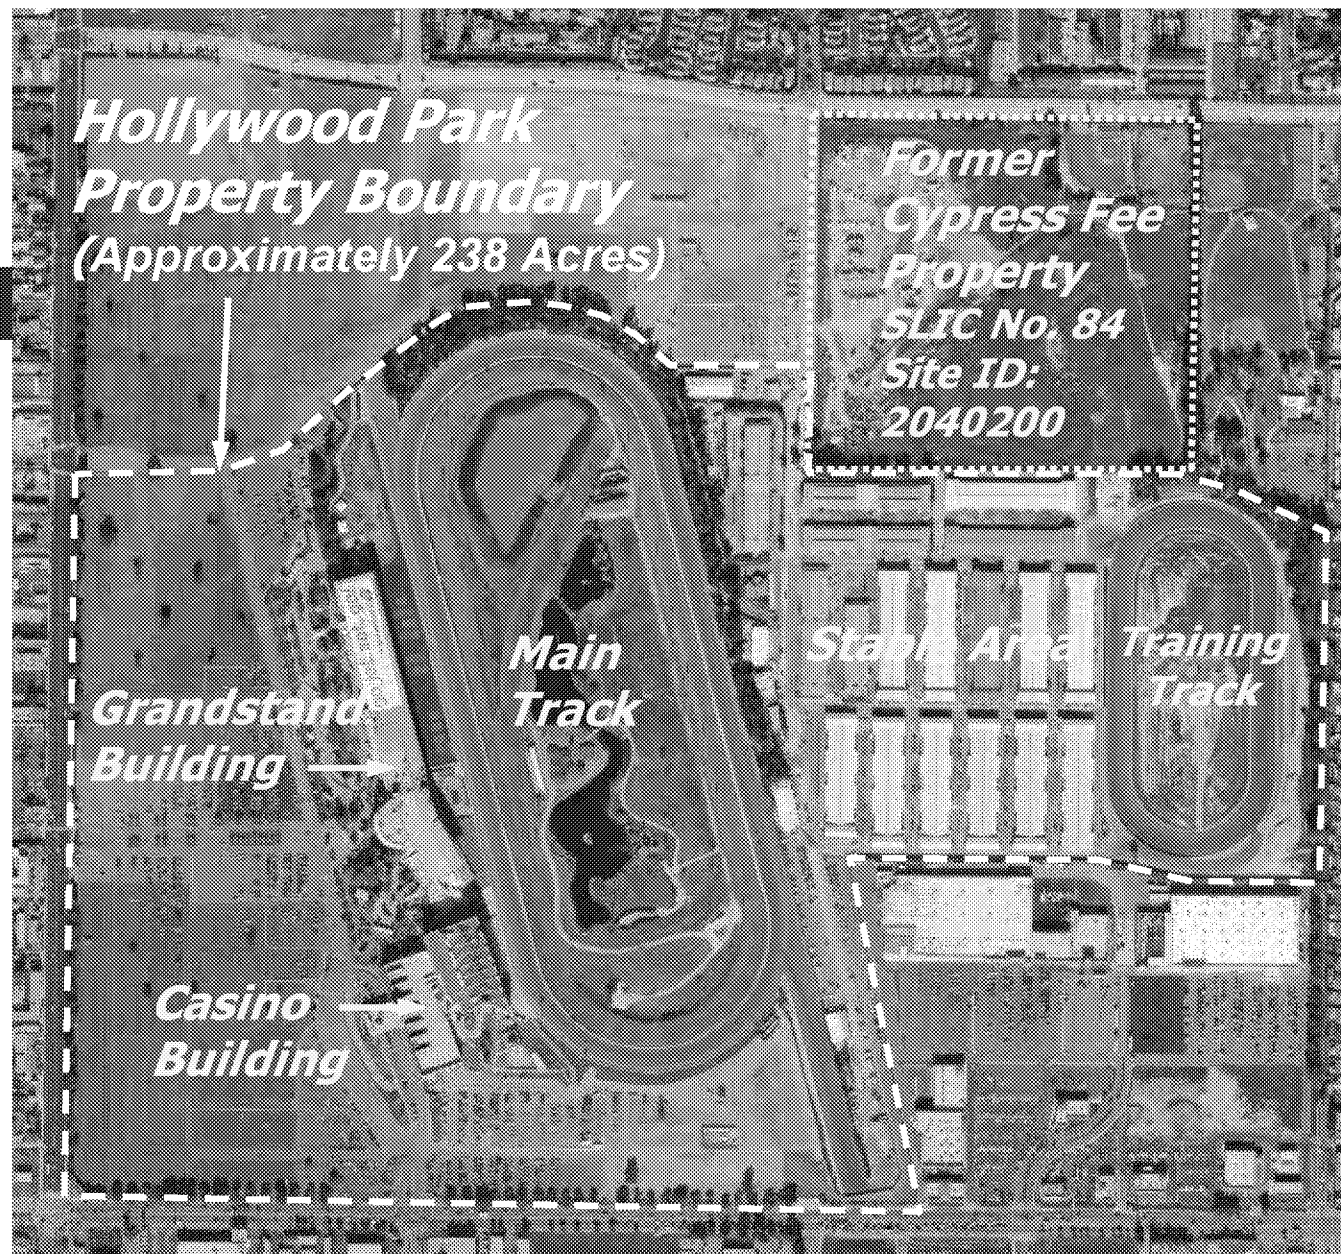 Hollywood Park
Property Boundary
(Approximately 238 Acres)
Former
Cypress Fee
Property
SLIC No. 84
Site ID:
2040200
Main
Track
Stable Area
Training
Track
Grandstand
Building
Casino
Building